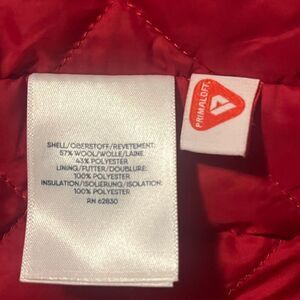 SHELL/OBERSTOFF/REVETEMENT:
57% WOOL/WOLLE/LAINE
43% POLYESTER
LINING/FUTTER/DOUBLURE:
100% POLYESTER
INSULATION/ISOLIERUNG/ISOLATION:
100% POLYESTER
RN 62830
PRIMALOFT